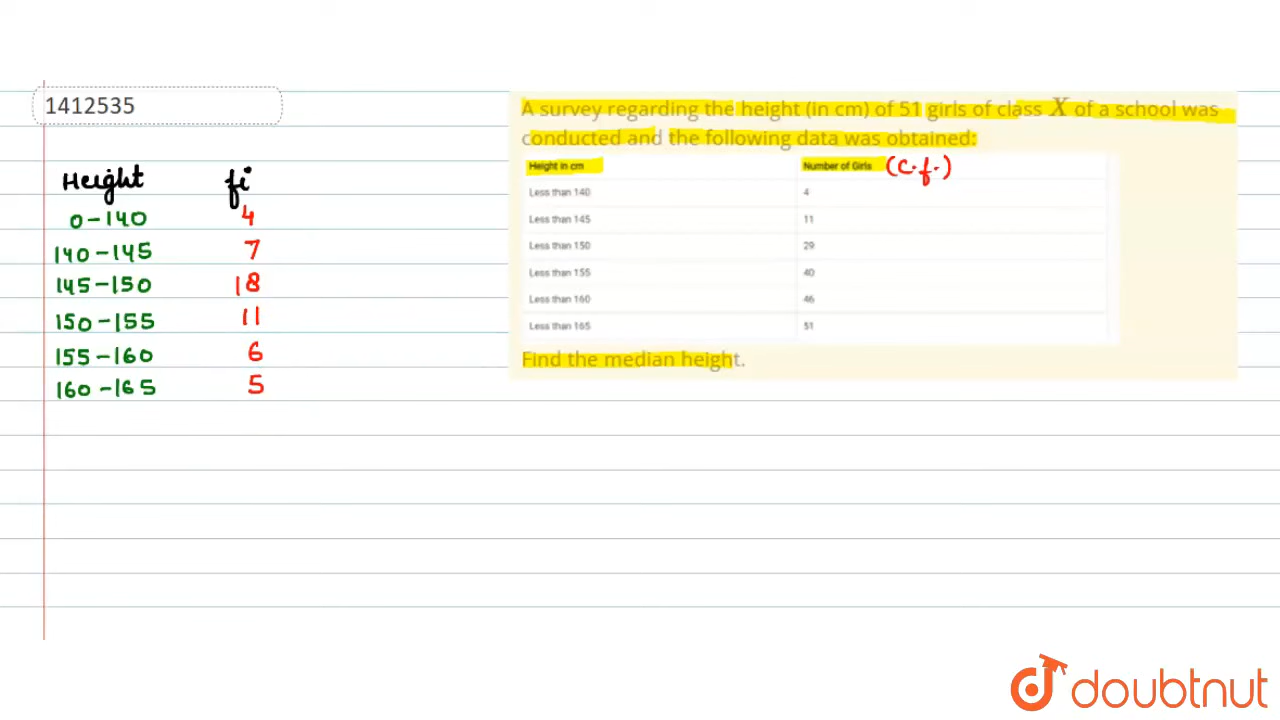 1412535
A survey regarding the height (in cm) of 51 girls of class X of a school was
conducted and the following data was obtained:
Height in cm Number of Girls (c.f.)
Less than 140 4
Less than 145 11
Less than 150 29
Less than 155 40
Less than 160 46
Less than 165 51
Find the median height.
Height fi
0-140 4
140-145 7
145-150 18
150-155 11
155-160 6
160-165 5
doubtnut